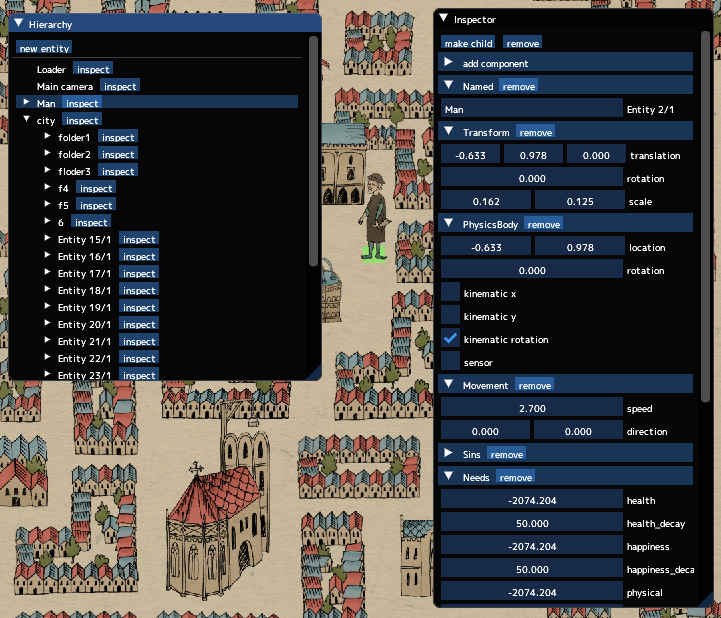 Hierarchy
new entity
Loader inspect
Main camera inspect
Man inspect
city inspect
folder1 inspect
folder2 inspect
floder3 inspect
f4 inspect
f5 inspect
6 inspect
Entity 15/1 inspect
Entity 16/1 inspect
Entity 17/1 inspect
Entity 18/1 inspect
Entity 19/1 inspect
Entity 20/1 inspect
Entity 21/1 inspect
Entity 22/1 inspect
Entity 23/1 inspect
Inspector
make child remove
add component
Named remove
Man Entity 2/1
Transform remove
-0.633 0.978 0.000 translation
0.000 rotation
0.162 0.125 scale
PhysicsBody remove
-0.633 0.978 location
0.000 rotation
kinematic x
kinematic y
kinematic rotation
sensor
Movement remove
2.700 speed
0.000 0.000 direction
Sins remove
Needs remove
-2074.204 health
50.000 health_decay
-2074.204 happiness
50.000 happiness_deca
-2074.204 physical